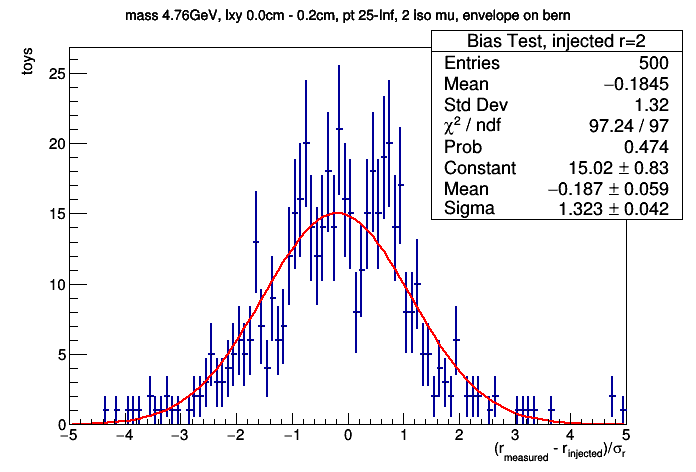 mass 4.76GeV, lxy 0.0cm - 0.2cm, pt 25-Inf, 2 Iso mu, envelope on bern
toys
Bias Test, injected r=2
Entries 500
Mean −0.1845
Std Dev 1.32
χ² / ndf 97.24 / 97
Prob 0.474
Constant 15.02 ± 0.83
Mean −0.187 ± 0.059
Sigma 1.323 ± 0.042
25
20
15
10
5
0
−5 −4 −3 −2 −1 0 1 2 3 4 5
(r_measured - r_injected)/σ_r